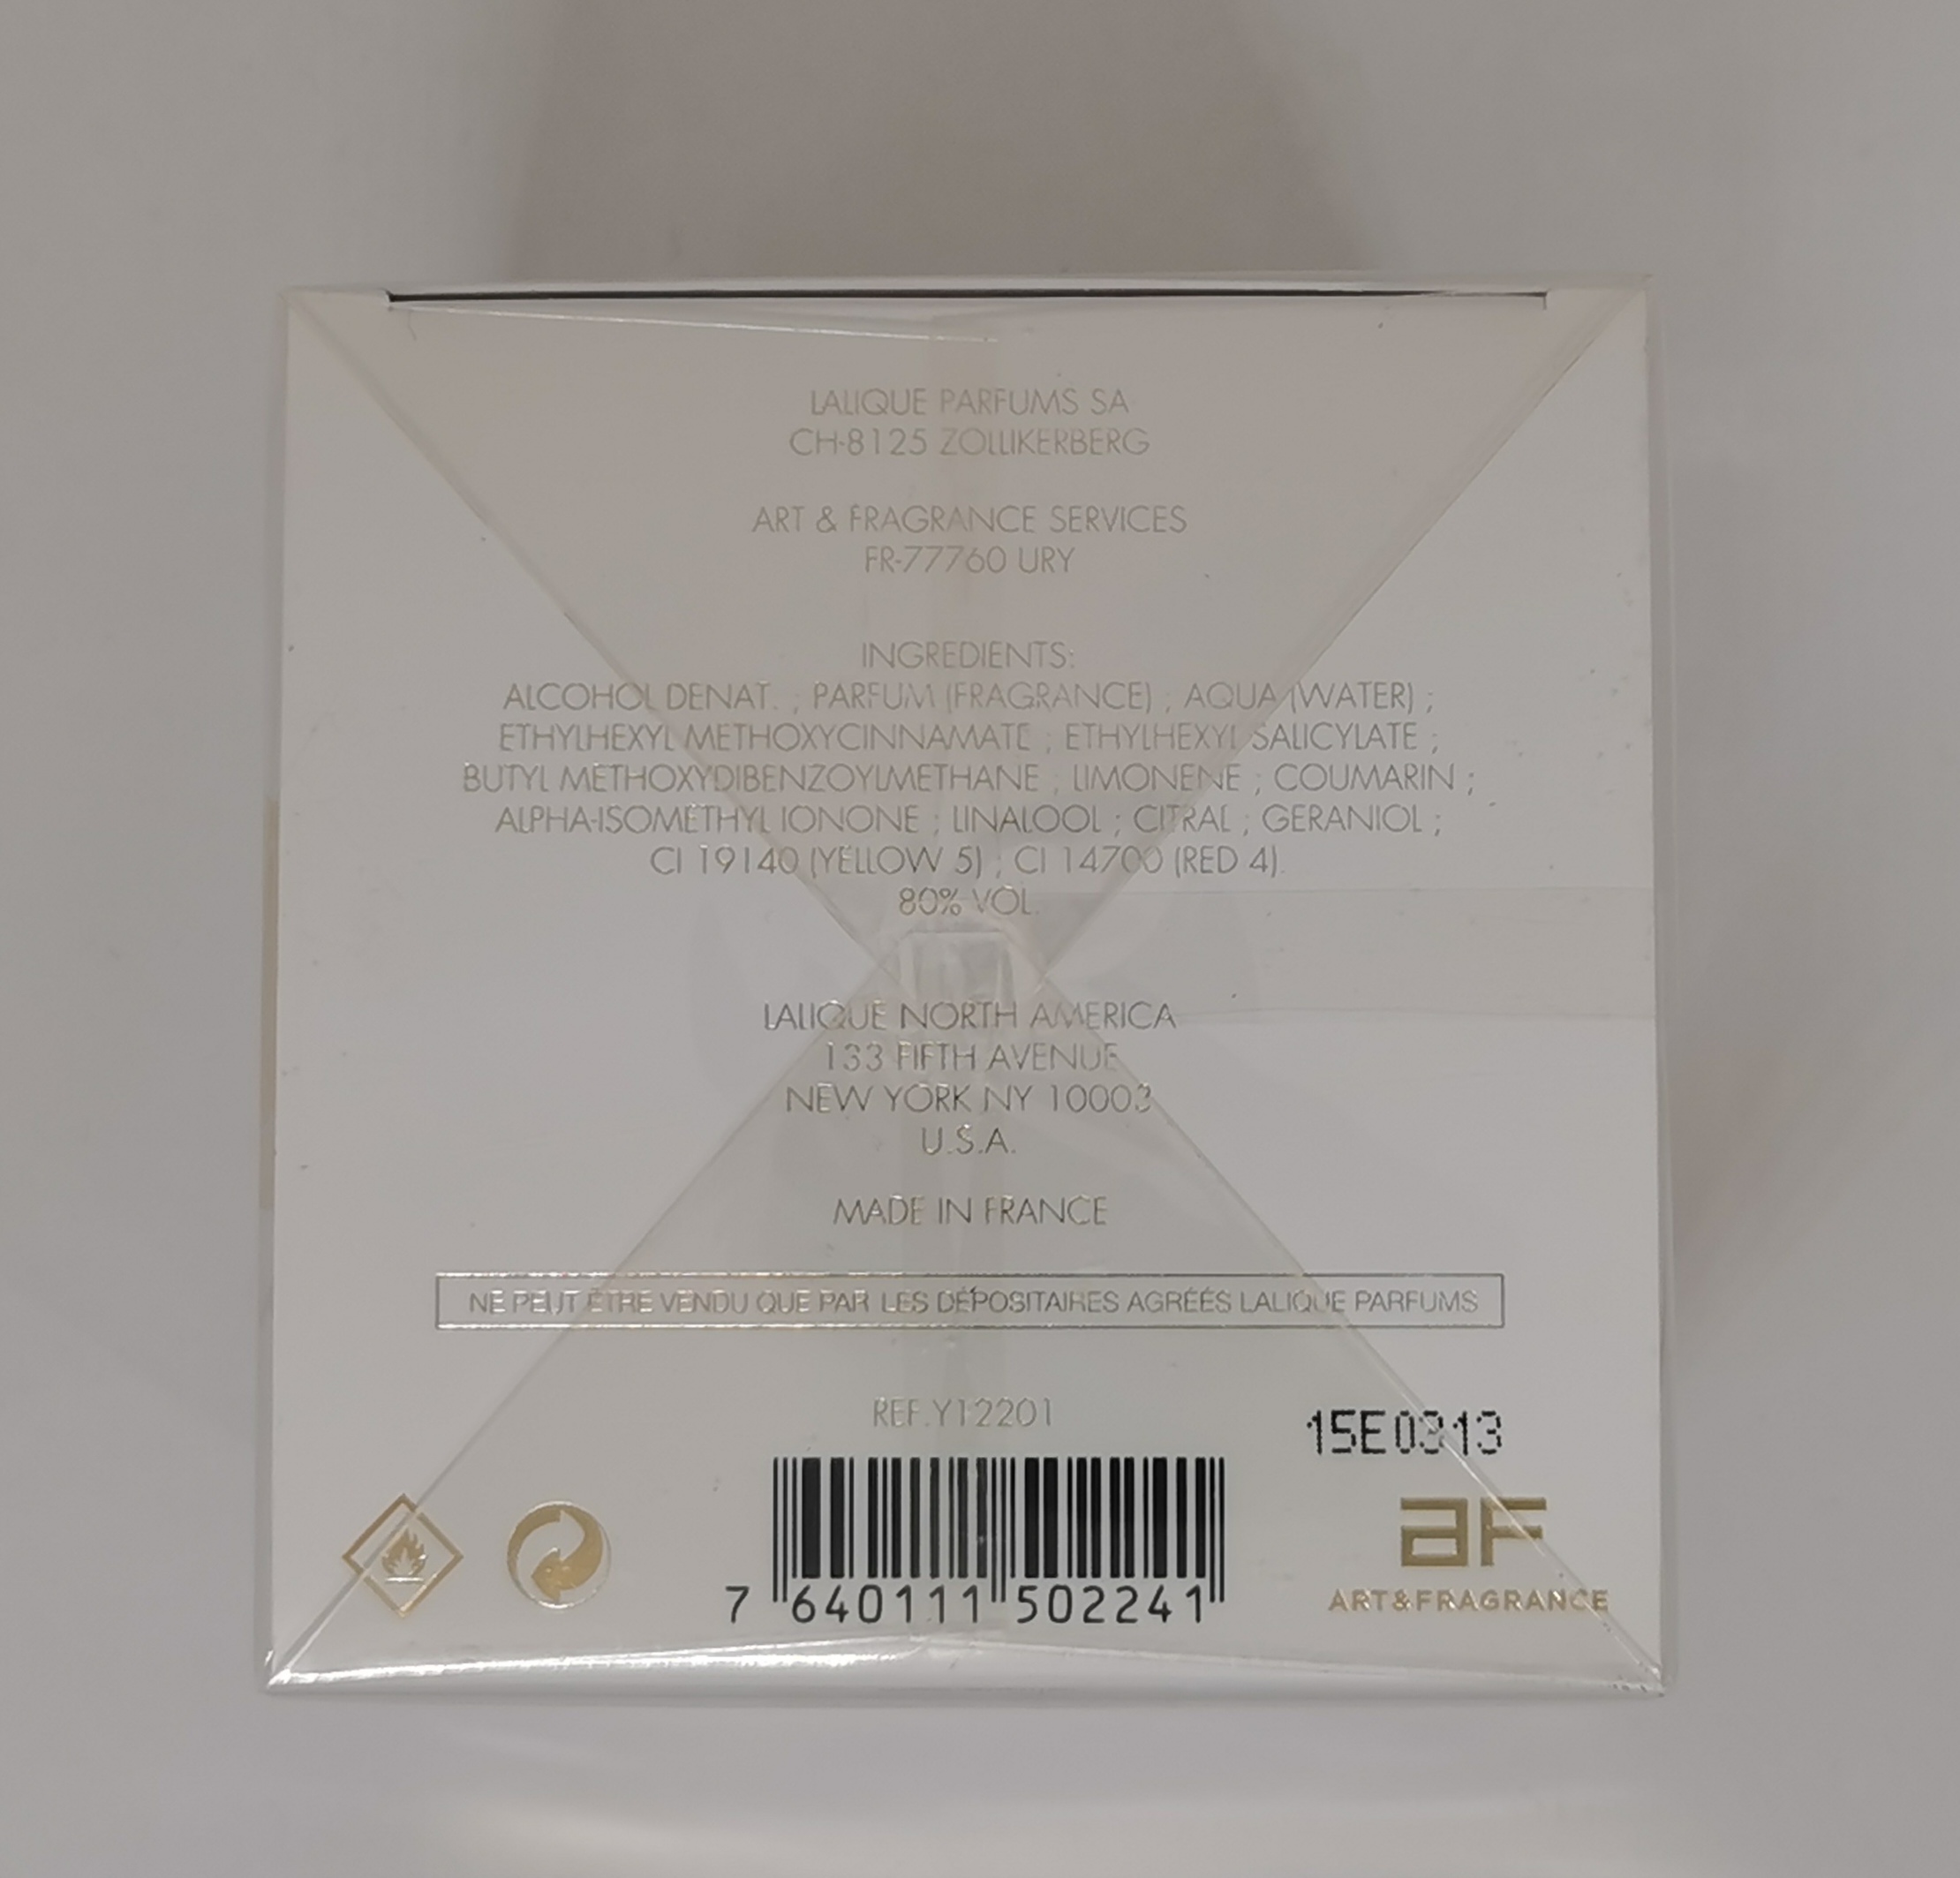 LALIQUE PARFUMS SA
CH-8125 ZOLLIKERBERG
ART & FRAGRANCE SERVICES
FR-77760 URY
INGREDIENTS:
ALCOHOL DENAT. ; PARFUM (FRAGRANCE) ; AQUA (WATER) ;
ETHYLHEXYL METHOXYCINNAMATE ; ETHYLHEXYL SALICYLATE ;
BUTYL METHOXYDIBENZOYLMETHANE ; LIMONENE ; COUMARIN ;
ALPHA-ISOMETHYL IONONE ; LINALOOL ; CITRAL ; GERANIOL ;
CI 19140 (YELLOW 5) ; CI 14700 (RED 4).
80% VOL.
LALIQUE NORTH AMERICA
133 FIFTH AVENUE
NEW YORK NY 10003
U.S.A.
MADE IN FRANCE
NE PEUT ÊTRE VENDU QUE PAR LES DÉPOSITAIRES AGRÉÉS LALIQUE PARFUMS
REF.Y12201
15E0313
7 640111 502241
aF
ART&FRAGRANCE